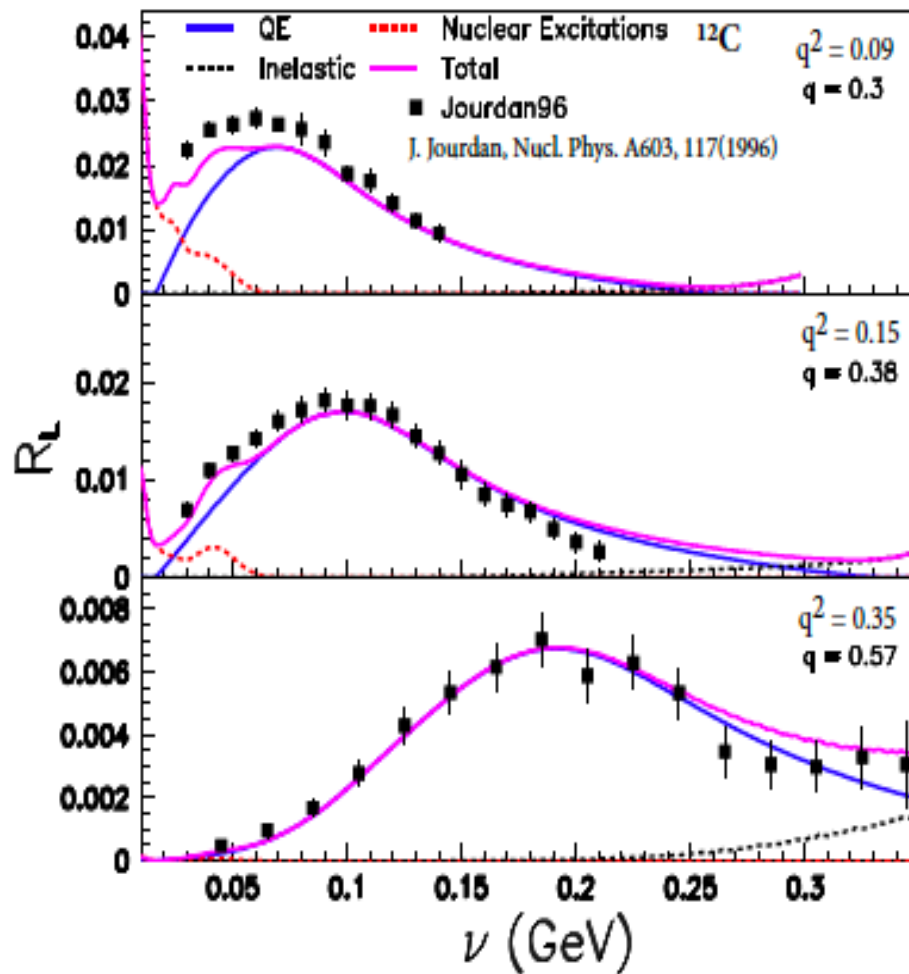 QE Nuclear Excitations ¹²C
Inelastic Total
Jourdan96
J. Jourdan, Nucl. Phys. A603, 117(1996)
q² = 0.09
q = 0.3
0.04
0.03
0.02
0.01
0
q² = 0.15
q = 0.38
0.02
0.01
0
q² = 0.35
q = 0.57
0.008
0.006
0.004
0.002
0
R_L
0.05 0.1 0.15 0.2 0.25 0.3
ν (GeV)